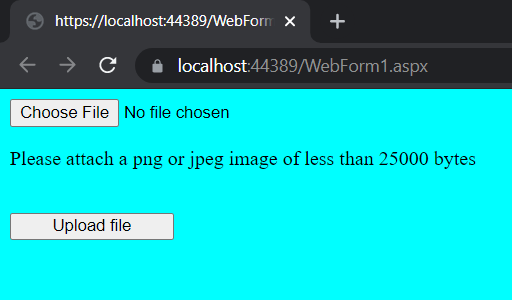 https://localhost:44389/WebForm
localhost:44389/WebForm1.aspx
Choose File No file chosen
Please attach a png or jpeg image of less than 25000 bytes
Upload file